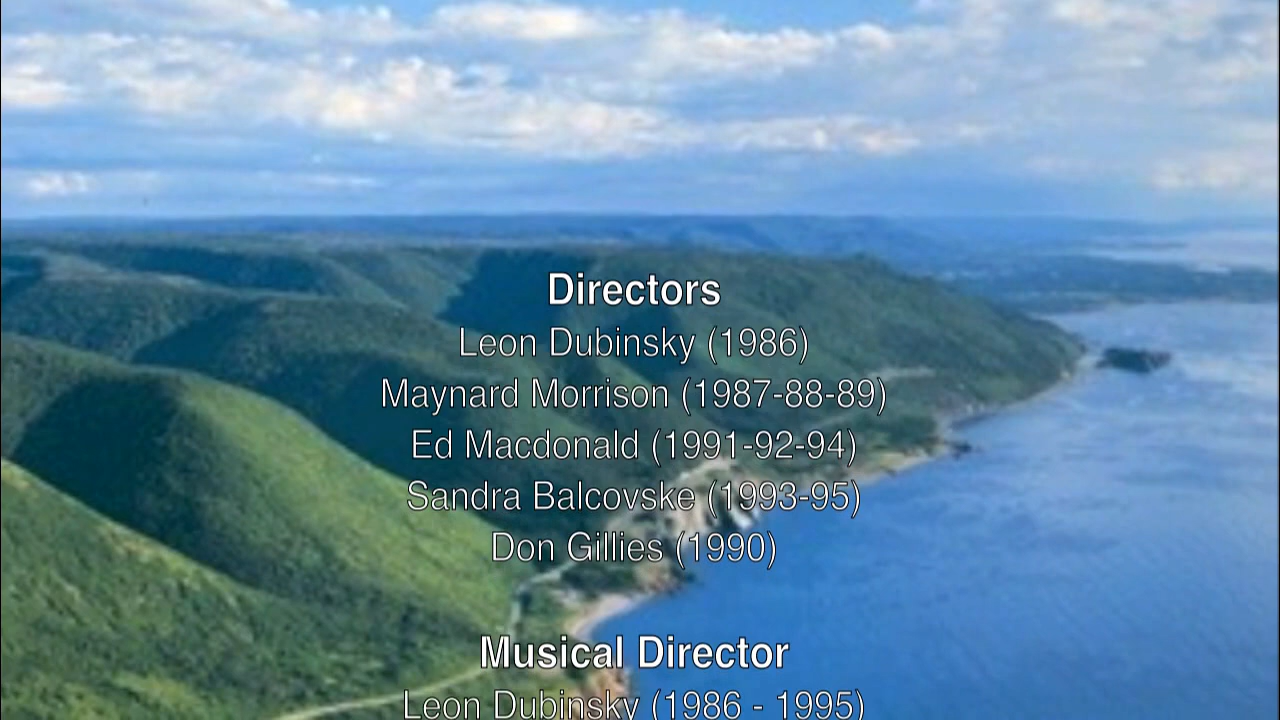 Directors
Leon Dubinsky (1986)
Maynard Morrison (1987-88-89)
Ed Macdonald (1991-92-94)
Sandra Balcovske (1993-95)
Don Gillies (1990)
Musical Director
Leon Dubinsky (1986 - 1995)